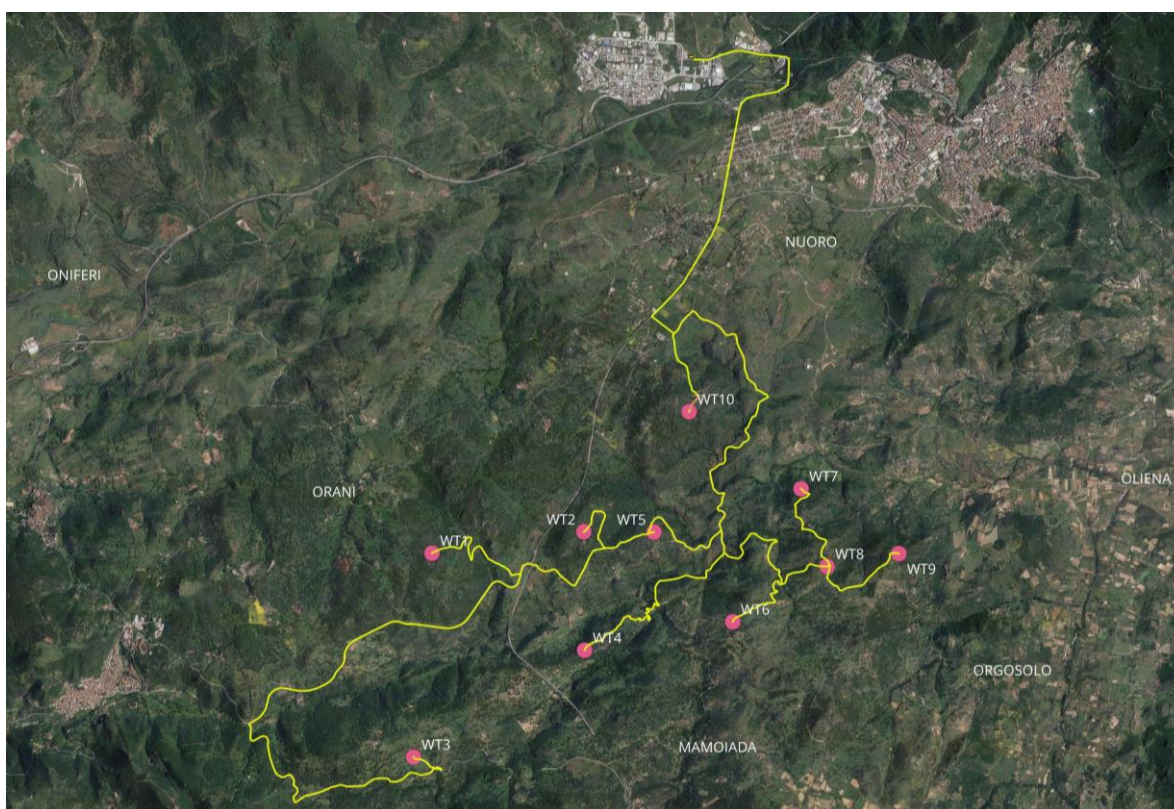 NUORO
ONIFERI
WT10
WT7
OLIENA
ORANI
WT2
WT5
WT1
WT8
WT9
WT6
WT4
ORGOSOLO
WT3
MAMOIADA